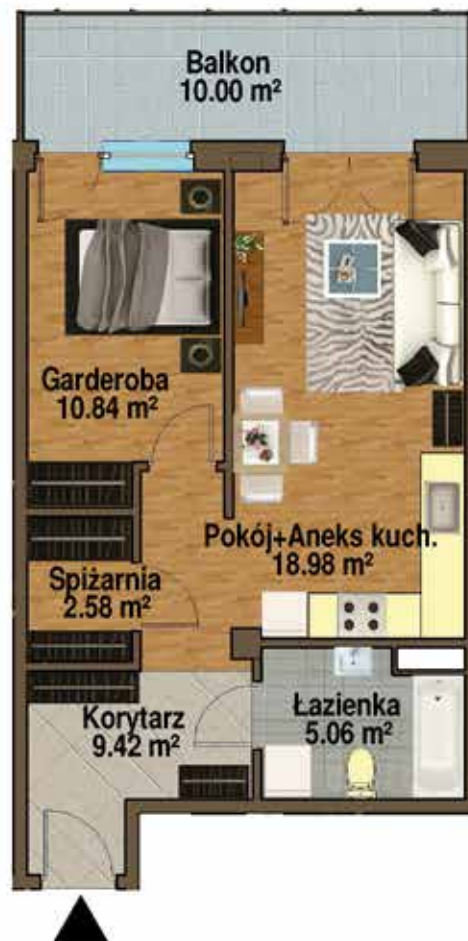 Balkon
10.00 m²
Garderoba
10.84 m²
Pokój+Aneks kuch.
18.98 m²
Spiżarnia
2.58 m²
Korytarz
9.42 m²
Łazienka
5.06 m²